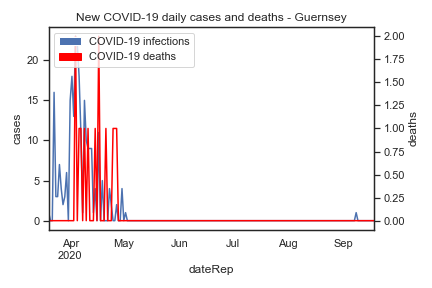 New COVID-19 daily cases and deaths - Guernsey
COVID-19 infections
COVID-19 deaths
cases
20
15
10
5
0
deaths
2.00
1.75
1.50
1.25
1.00
0.75
0.50
0.25
0.00
Apr
2020
May
Jun
Jul
Aug
Sep
dateRep